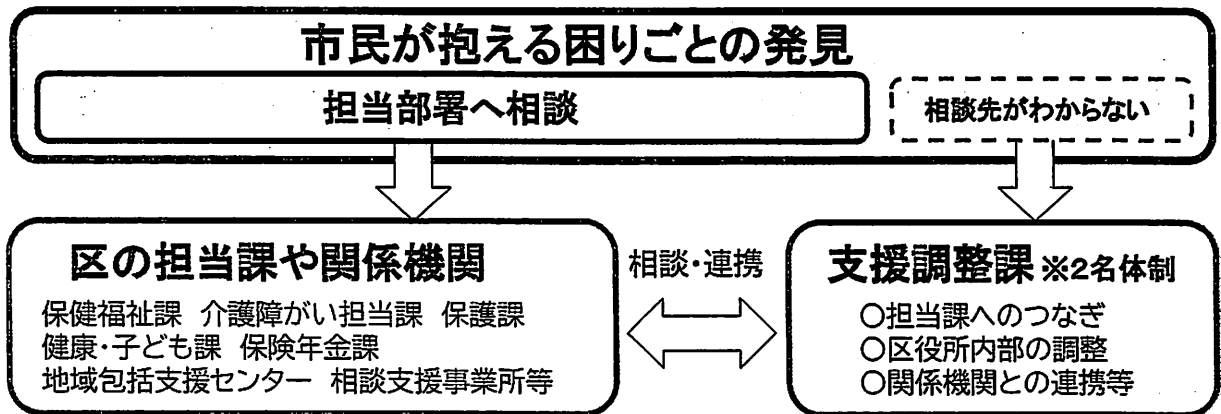 市民が抱える困りごとの発見
担当部署へ相談
相談先がわからない
区の担当課や関係機関
保健福祉課 介護障がい担当課 保護課
健康・子ども課 保険年金課
地域包括支援センター 相談支援事業所等
相談・連携
支援調整課 ※2名体制
○担当課へのつなぎ
○区役所内部の調整
○関係機関との連携等